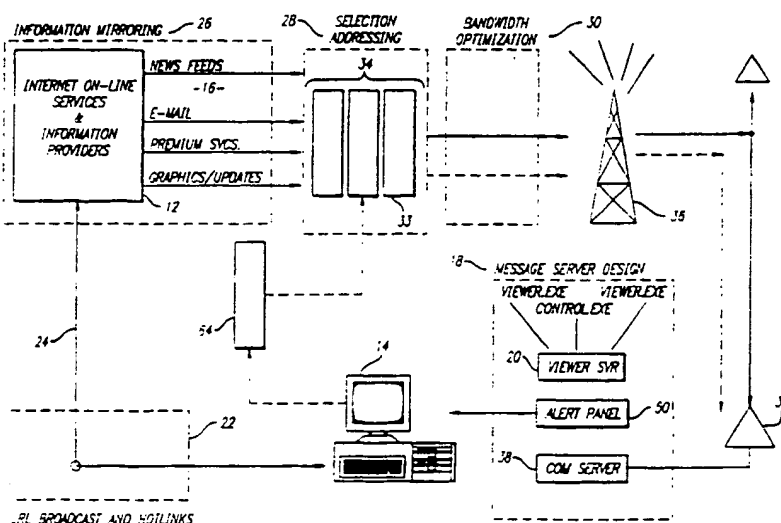 INFORMATION MIRRORING
26
28
SELECTION
ADDRESSING
BANDWIDTH
OPTIMIZATION
30
INTERNET ON-LINE
SERVICES
&
INFORMATION
PROVIDERS
NEWS FEEDS
-16-
E-MAIL
PREMIUM SVCS.
GRAPHICS/UPDATES
12
34
33
36
24
54
14
22
18
MESSAGE SERVER DESIGN
VIEWER.EXE
VIEWER.EXE
CONTROL.EXE
20
VIEWER SVR
ALERT PANEL
50
38
COM SERVER
BROADCAST AND HOTLINKS